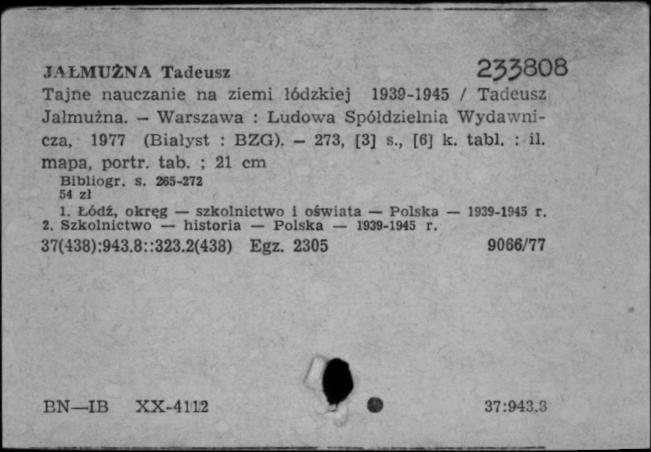 JAŁMUŻNA Tadeusz 233808
Tajne nauczanie na ziemi łódzkiej 1939-1945 / Tadeusz
Jałmużna. — Warszawa : Ludowa Spółdzielnia Wydawni-
cza, 1977 (Białyst : BZG). — 273, [3] s., [6] k. tabl. : il.
mapa, portr. tab. ; 21 cm
Bibliogr. s. 265-272
54 zł
1. Łódź, okręg — szkolnictwo i oświata — Polska — 1939-1945 r.
2. Szkolnictwo — historia — Polska — 1939-1945 r.
37(438):943.8::323.2(438) Egz. 2305 9066/77
BN—IB XX-4112 37:943.8